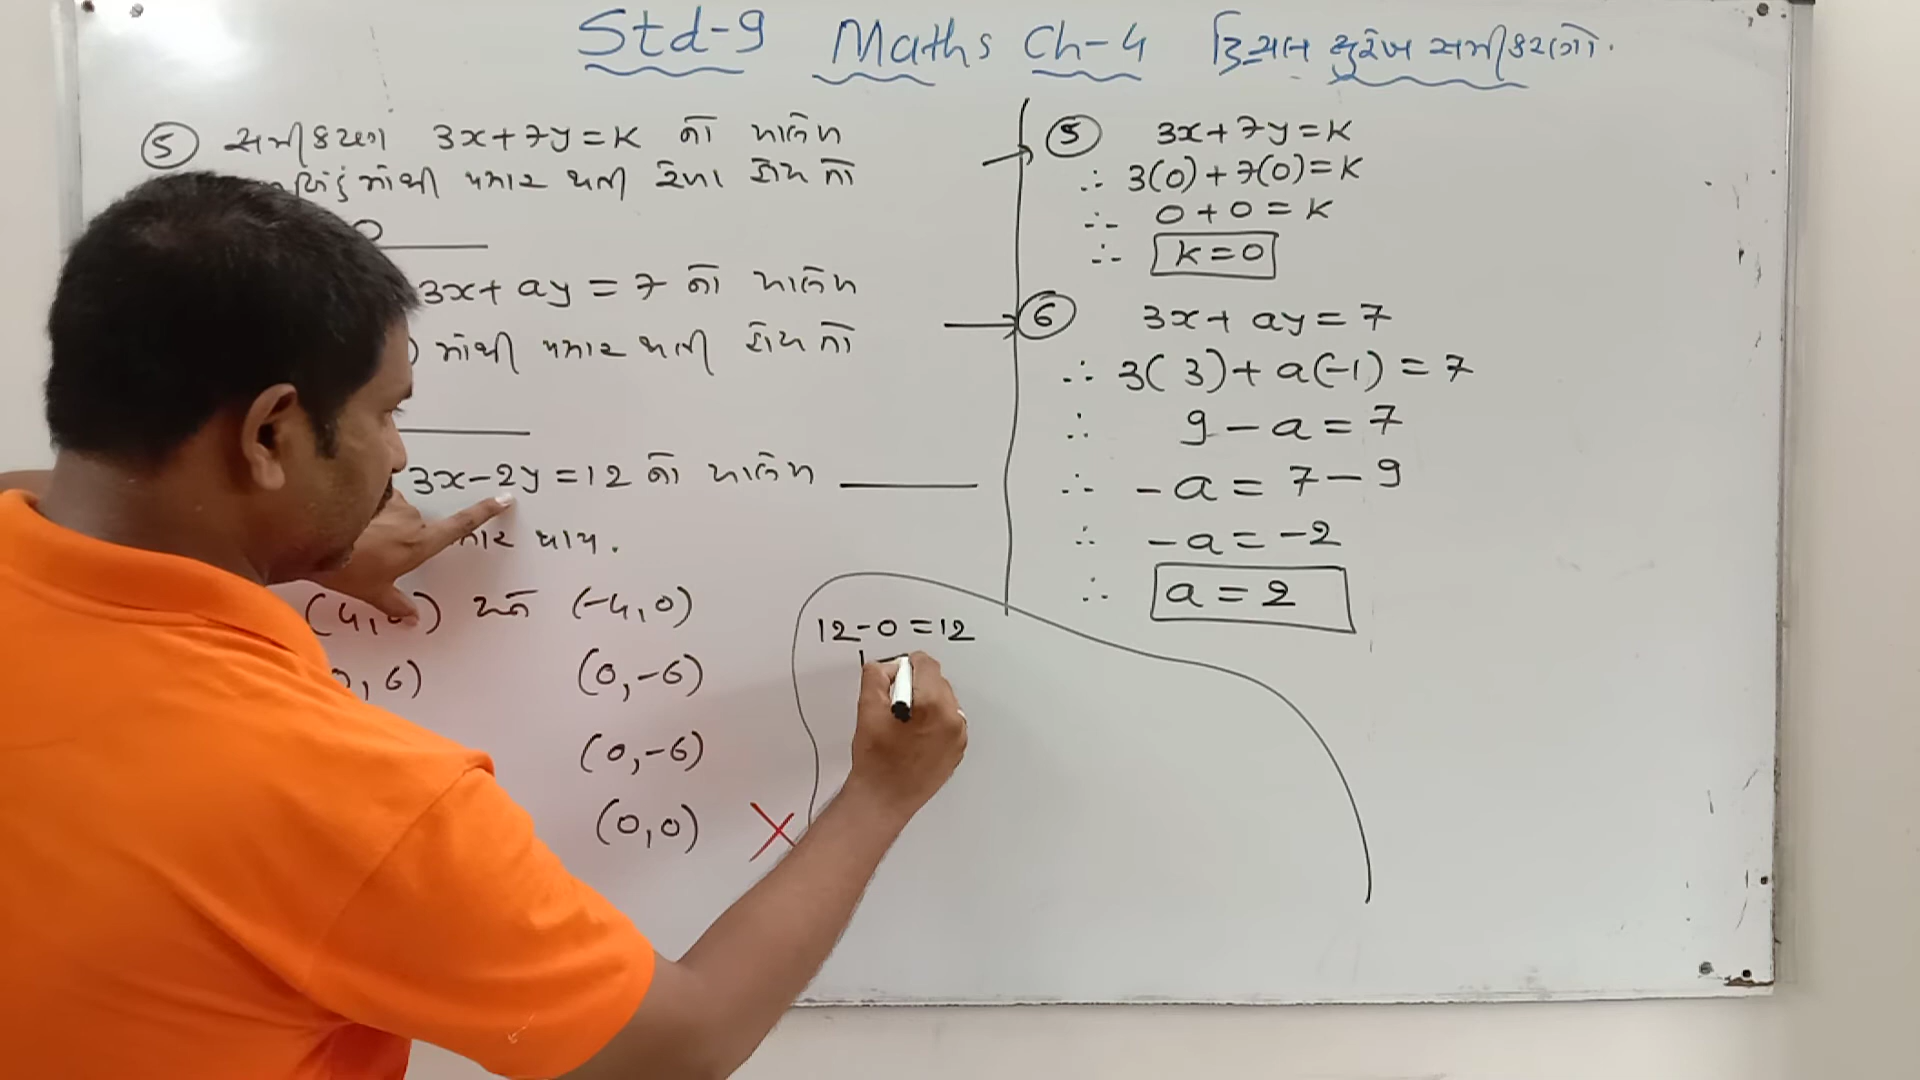 Std-9 Maths Ch-4 દ્વિચલ સુરેખ સમીકરણો.
⑤ સમીકરણ 3x+7y=k નો આલેખ
માંથી પસાર થતી રેખા હોય તો
0
3x+ay=7 નો આલેખ
) માંથી પસાર થતી હોય તો
3x-2y=12 નો આલેખ ______
થાય.
(4,0) અને (-4,0)
,6) (0,-6)
(0,-6)
(0,0) ×
⑤ 3x+7y=k
∴ 3(0)+7(0)=k
∴ 0+0=k
∴ k=0
⑥ 3x+ay=7
∴ 3(3)+a(-1)=7
∴ 9-a=7
∴ -a=7-9
∴ -a=-2
∴ a=2
12-0=12